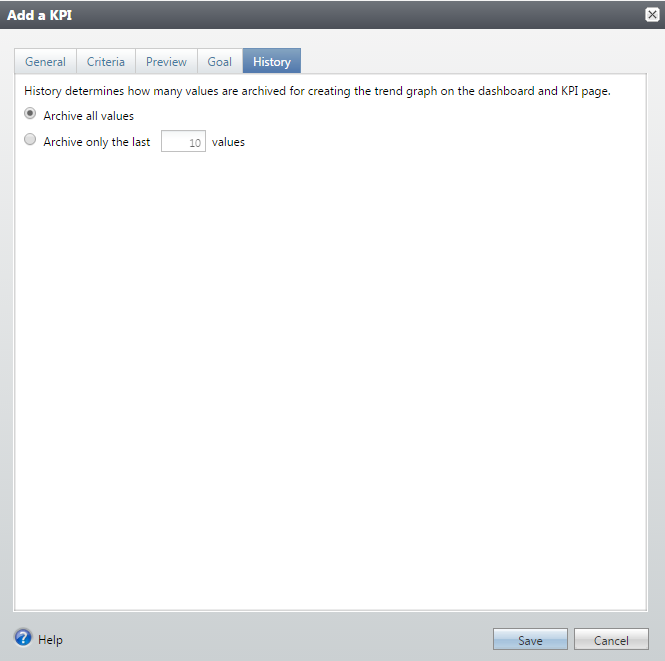 Add a KPI
General Criteria Preview Goal History
History determines how many values are archived for creating the trend graph on the dashboard and KPI page.
Archive all values
Archive only the last 10 values
? Help Save Cancel